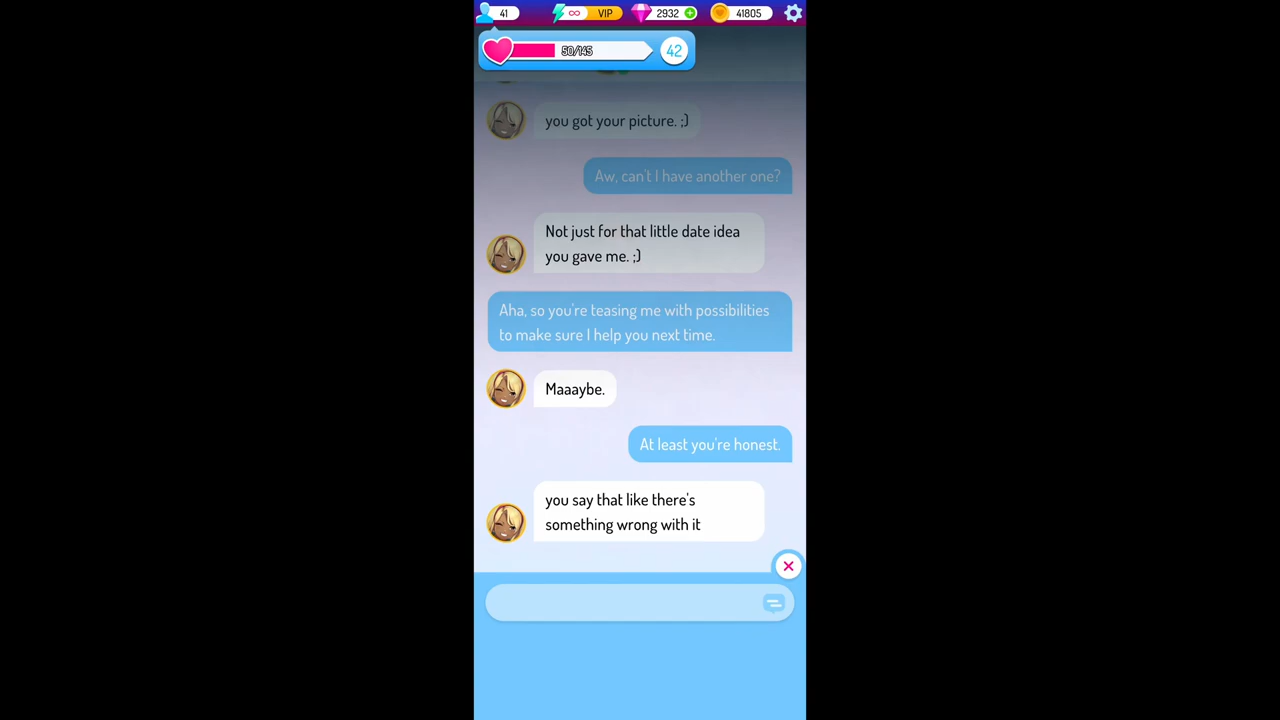 41
∞
VIP
2932
41805
50/145
42
you got your picture. ;)
Aw, can't I have another one?
Not just for that little date idea
you gave me. ;)
Aha, so you're teasing me with possibilities
to make sure I help you next time.
Maaaybe.
At least you're honest.
you say that like there's
something wrong with it